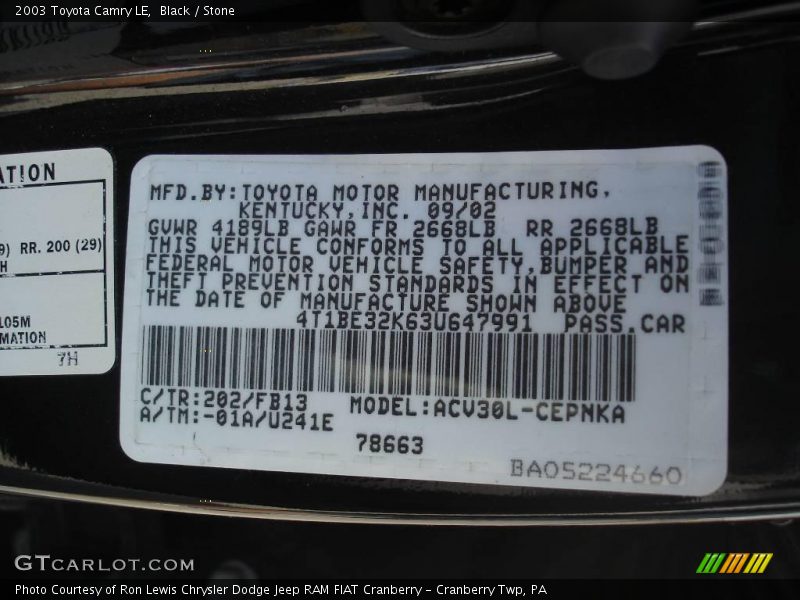 2003 Toyota Camry LE, Black / Stone
ATION
9) RR. 200 (29)
H
L05M
MATION
7H
MFD.BY:TOYOTA MOTOR MANUFACTURING,
KENTUCKY,INC. 09/02
GVWR 4189LB GAWR FR 2668LB RR 2668LB
THIS VEHICLE CONFORMS TO ALL APPLICABLE
FEDERAL MOTOR VEHICLE SAFETY,BUMPER AND
THEFT PREVENTION STANDARDS IN EFFECT ON
THE DATE OF MANUFACTURE SHOWN ABOVE
4T1BE32K63U647991 PASS.CAR
C/TR:202/FB13 MODEL:ACV30L-CEPNKA
A/TM:-01A/U241E
78663
BA05224660
GTCARLOT.COM
Photo Courtesy of Ron Lewis Chrysler Dodge Jeep RAM FIAT Cranberry – Cranberry Twp, PA